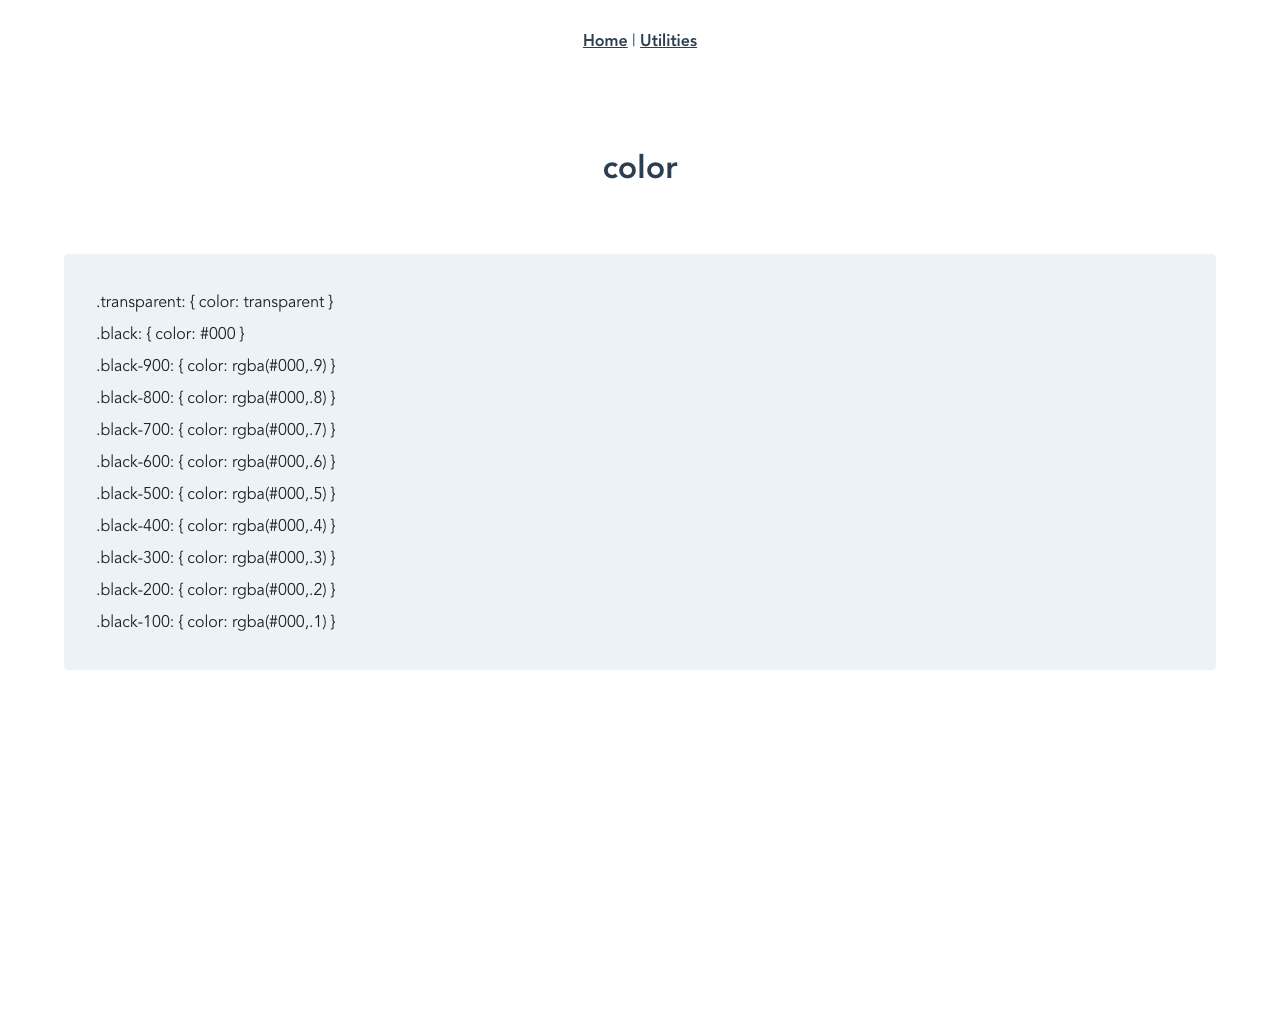 Home | Utilities
color
.transparent: { color: transparent }
.black: { color: #000 }
.black-900: { color: rgba(#000,.9) }
.black-800: { color: rgba(#000,.8) }
.black-700: { color: rgba(#000,.7) }
.black-600: { color: rgba(#000,.6) }
.black-500: { color: rgba(#000,.5) }
.black-400: { color: rgba(#000,.4) }
.black-300: { color: rgba(#000,.3) }
.black-200: { color: rgba(#000,.2) }
.black-100: { color: rgba(#000,.1) }